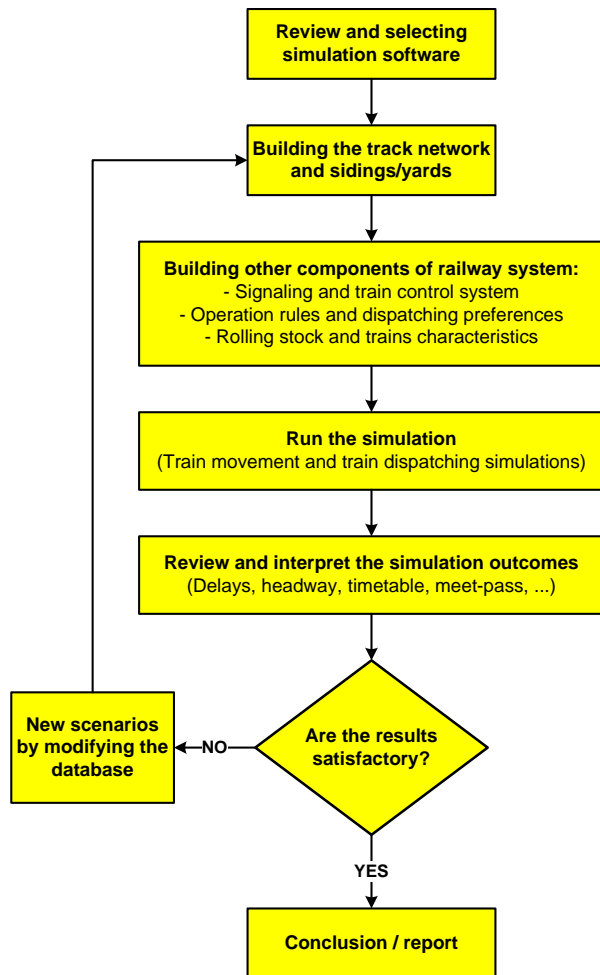 Review and selecting
simulation software
Building the track network
and sidings/yards
Building other components of railway system:
- Signaling and train control system
- Operation rules and dispatching preferences
- Rolling stock and trains characteristics
Run the simulation
(Train movement and train dispatching simulations)
Review and interpret the simulation outcomes
(Delays, headway, timetable, meet-pass, ...)
Are the results
satisfactory?
NO
New scenarios
by modifying the
database
YES
Conclusion / report